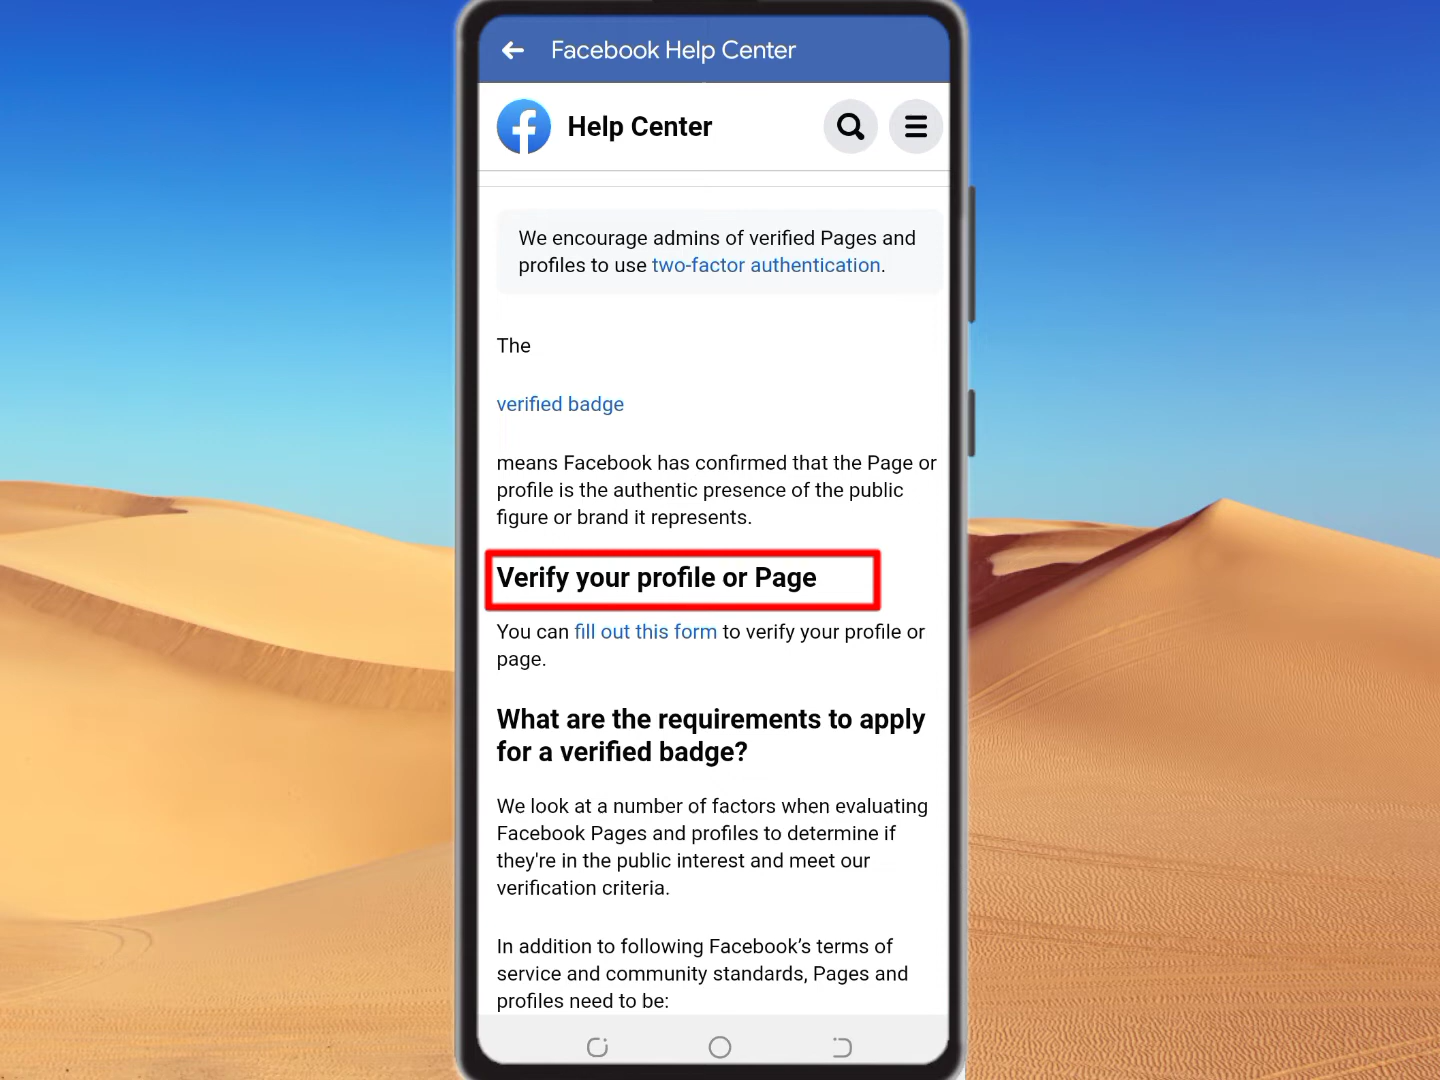 Facebook Help Center
Help Center
We encourage admins of verified Pages and
profiles to use two-factor authentication.
The
verified badge
means Facebook has confirmed that the Page or
profile is the authentic presence of the public
figure or brand it represents.
Verify your profile or Page
You can fill out this form to verify your profile or
page.
What are the requirements to apply
for a verified badge?
We look at a number of factors when evaluating
Facebook Pages and profiles to determine if
they're in the public interest and meet our
verification criteria.
In addition to following Facebook’s terms of
service and community standards, Pages and
profiles need to be: